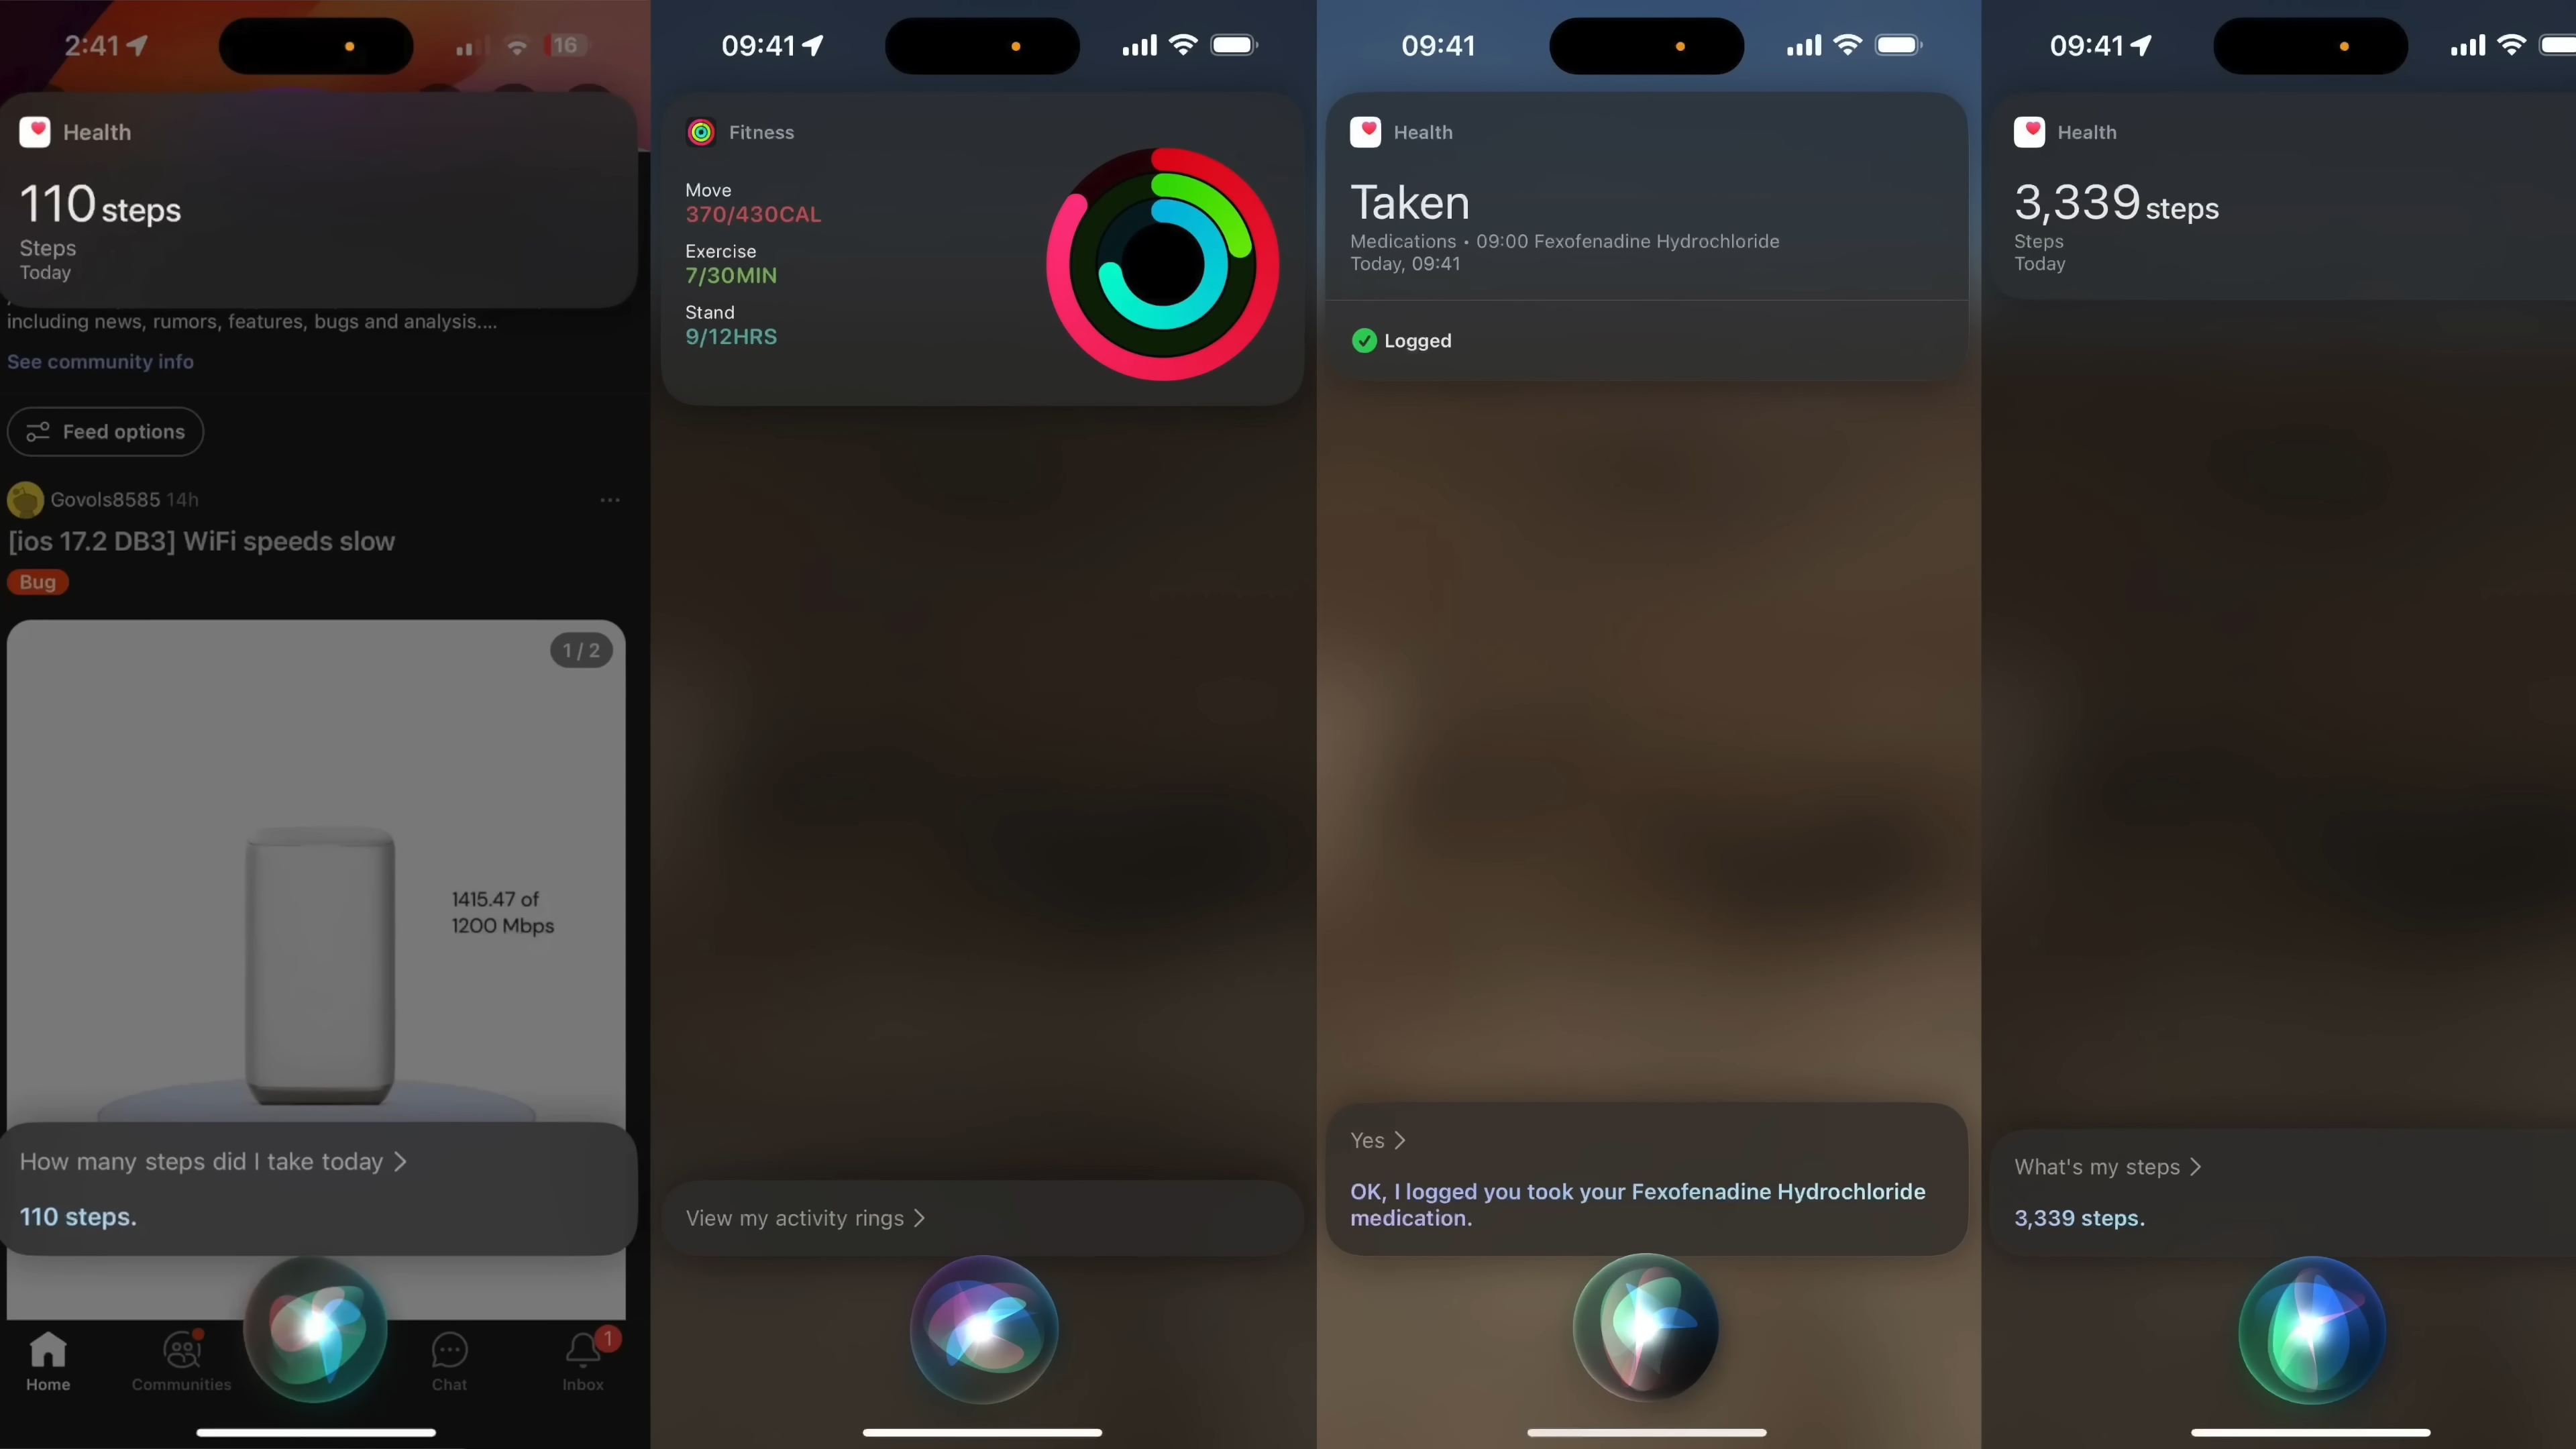 2:41
16
Health
110 steps
Steps
Today
including news, rumors, features, bugs and analysis....
See community info
Feed options
Govols8585 14h
[ios 17.2 DB3] WiFi speeds slow
Bug
1 / 2
1415.47 of
1200 Mbps
How many steps did I take today
110 steps.
Home
Communities
Chat
Inbox
1
09:41
Fitness
Move
370/430CAL
Exercise
7/30MIN
Stand
9/12HRS
View my activity rings
09:41
Health
Taken
Medications • 09:00 Fexofenadine Hydrochloride
Today, 09:41
Logged
Yes
OK, I logged you took your Fexofenadine Hydrochloride
medication.
09:41
Health
3,339 steps
Steps
Today
What's my steps
3,339 steps.